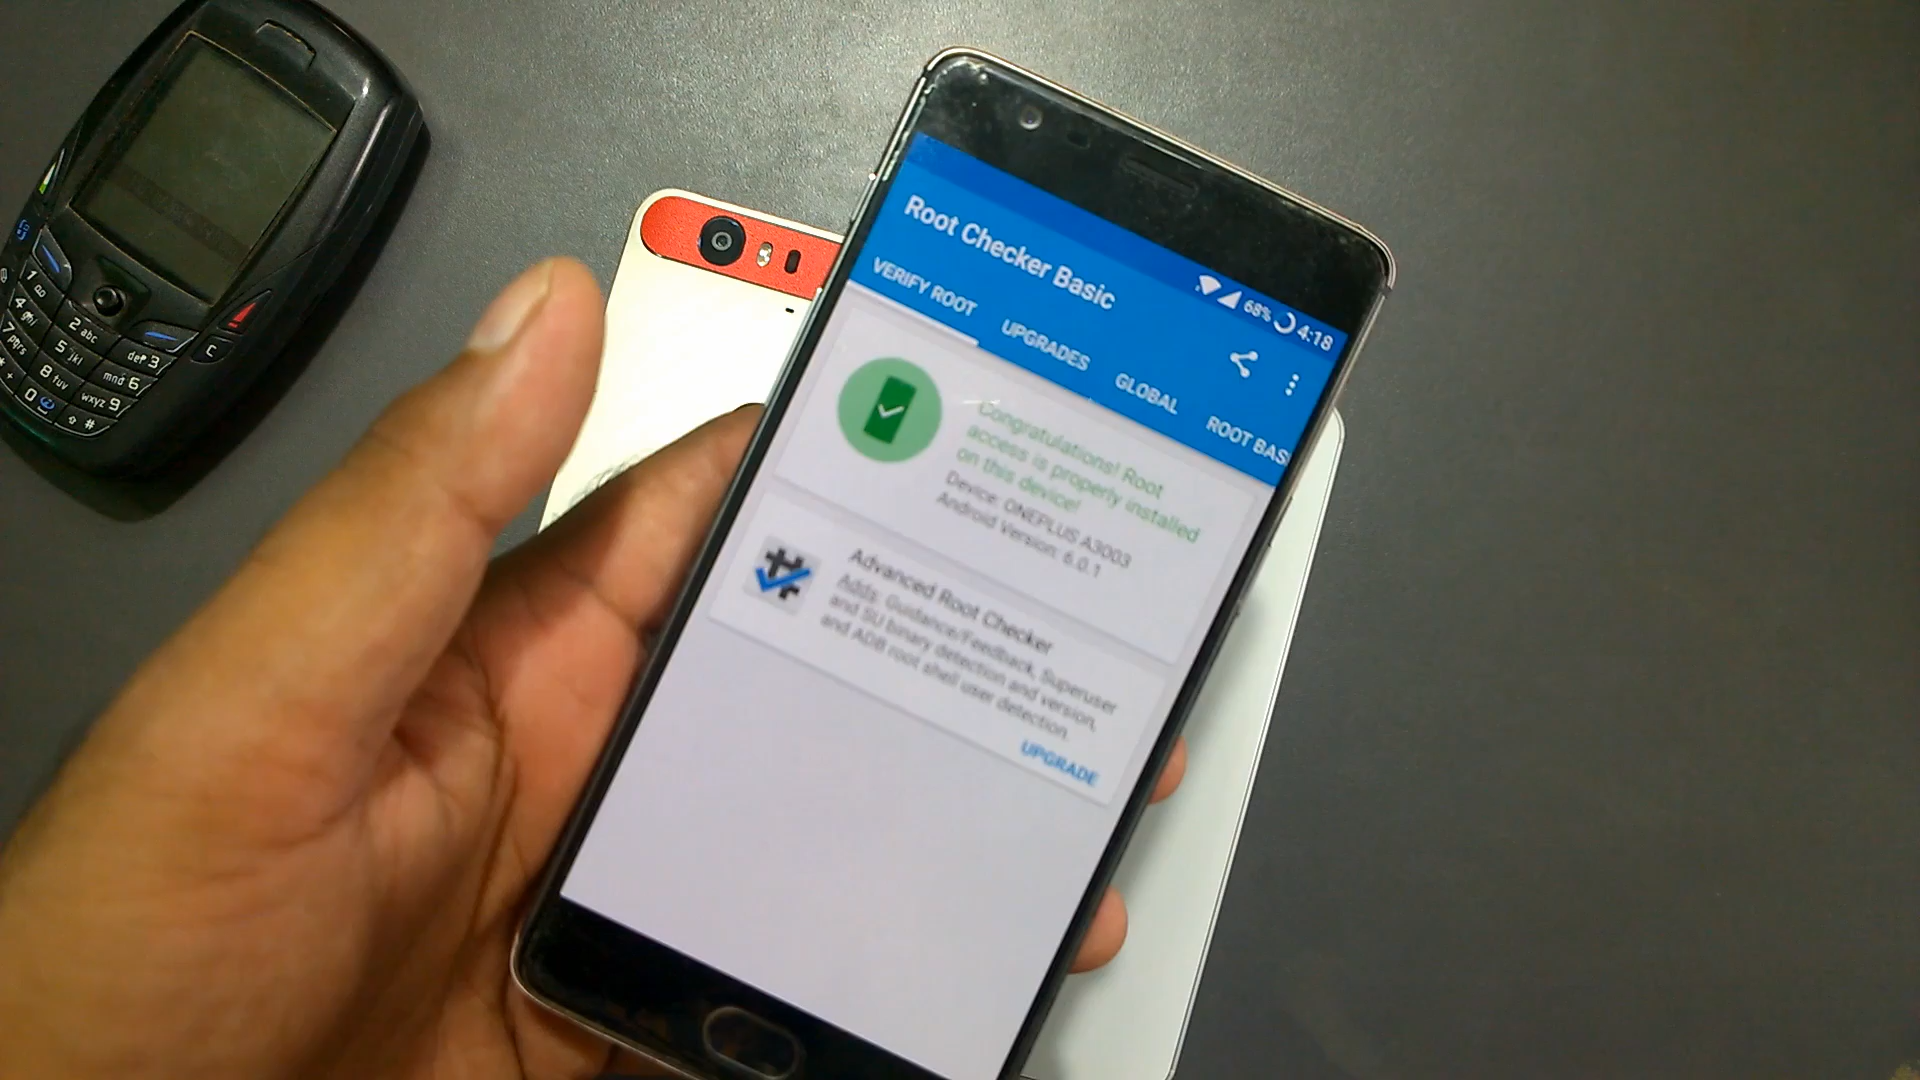 68% 4:18
Root Checker Basic
VERIFY ROOT
UPGRADES
GLOBAL
ROOT BAS
Congratulations! Root
access is properly installed
on this device!
Device: ONEPLUS A3003
Android Version: 6.0.1
Advanced Root Checker
Adds: Guidance/Feedback, Superuser
and SU binary detection and version,
and ADB root shell user detection
UPGRADE
1
2 abc
def 3
4 ghi
5 jkl
mno 6
7 pqrs
8 tuv
wxyz 9
* +
0
#
C